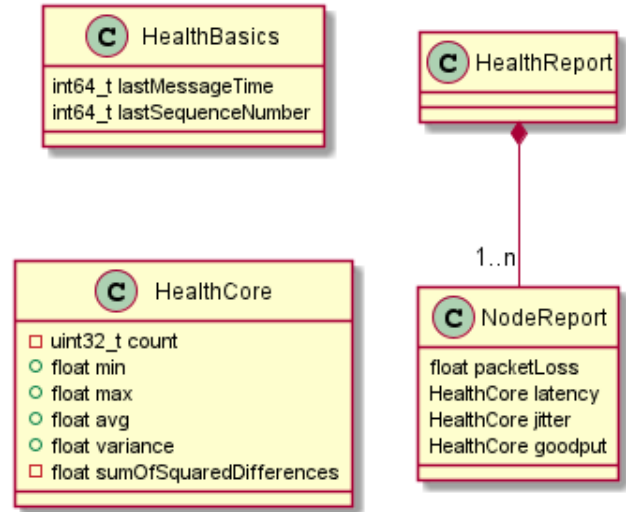 C HealthBasics
int64_t lastMessageTime
int64_t lastSequenceNumber
C HealthReport
1..n
C HealthCore
uint32_t count
float min
float max
float avg
float variance
float sumOfSquaredDifferences
C NodeReport
float packetLoss
HealthCore latency
HealthCore jitter
HealthCore goodput